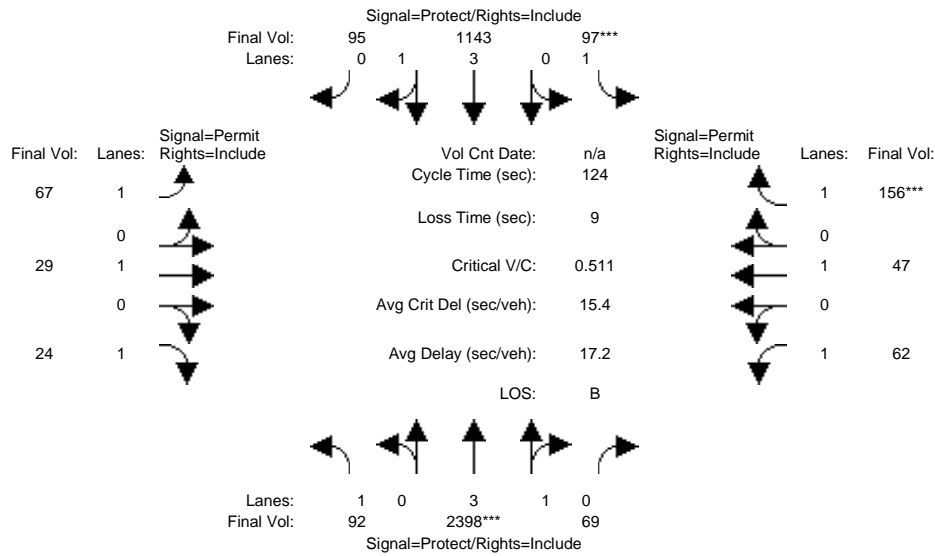 Signal=Protect/Rights=Include
Final Vol: 95 1143 97***
Lanes: 0 1 3 0 1
Signal=Permit Signal=Permit
Final Vol: Lanes: Rights=Include Vol Cnt Date: n/a Rights=Include Lanes: Final Vol:
Cycle Time (sec): 124
67 1 1 156***
Loss Time (sec): 9
0 0
29 1 Critical V/C: 0.511 1 47
0 Avg Crit Del (sec/veh): 15.4 0
24 1 Avg Delay (sec/veh): 17.2 1 62
LOS: B
Lanes: 1 0 3 1 0
Final Vol: 92 2398*** 69
Signal=Protect/Rights=Include